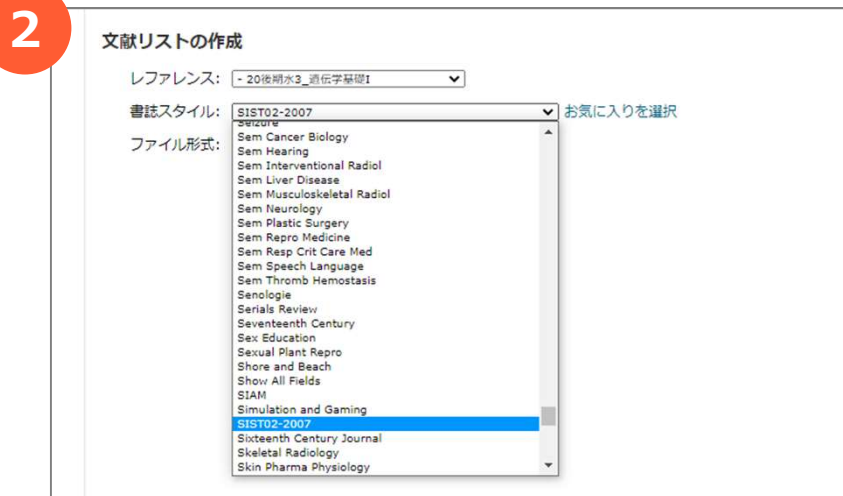 2
文献リストの作成
レファレンス: - 20後期水3_遺伝学基礎I
書誌スタイル: SIST02-2007 お気に入りを選択
Seizure
ファイル形式:
Sem Cancer Biology
Sem Hearing
Sem Interventional Radiol
Sem Liver Disease
Sem Musculoskeletal Radiol
Sem Neurology
Sem Plastic Surgery
Sem Repro Medicine
Sem Resp Crit Care Med
Sem Speech Language
Sem Thromb Hemostasis
Senologie
Serials Review
Seventeenth Century
Sex Education
Sexual Plant Repro
Shore and Beach
Show All Fields
SIAM
Simulation and Gaming
SIST02-2007
Sixteenth Century Journal
Skeletal Radiology
Skin Pharma Physiology